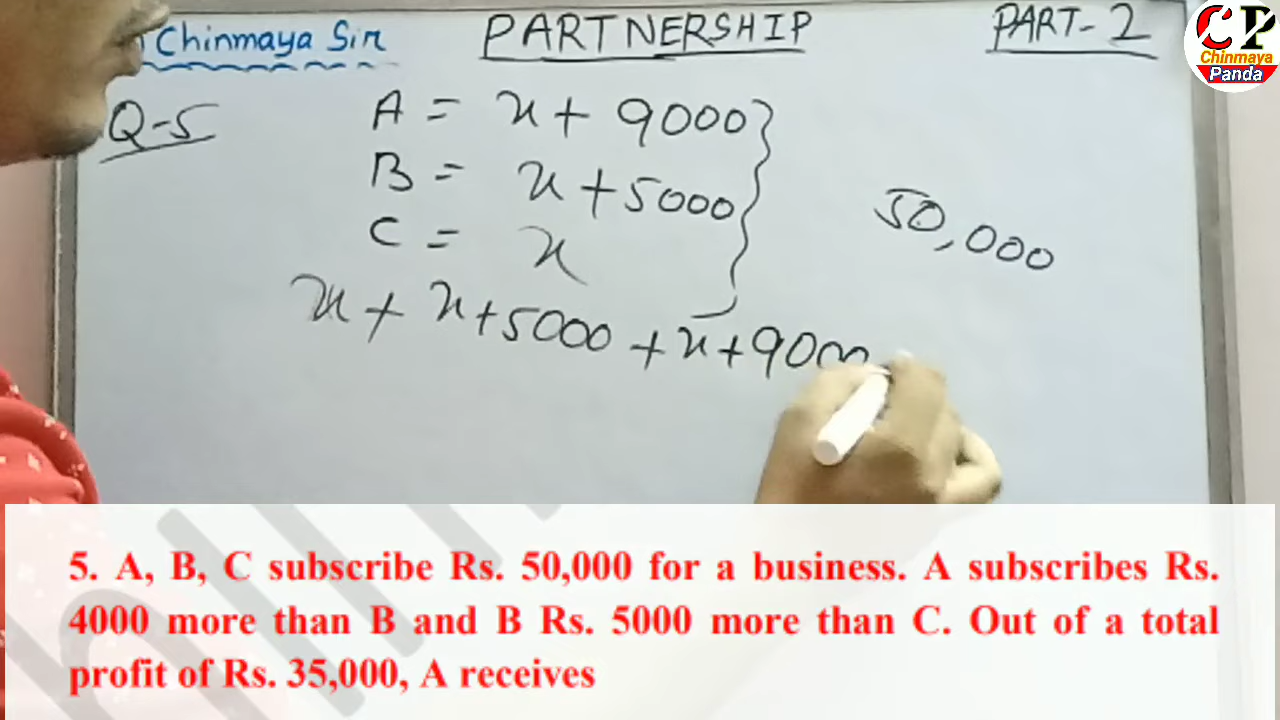 Chinmaya Sir
PARTNERSHIP
PART-2
CP
Chinmaya
Panda
Q-5
A = x + 9000
B = x + 5000
C = x
50,000
x + x + 5000 + x + 9000
5. A, B, C subscribe Rs. 50,000 for a business. A subscribes Rs.
4000 more than B and B Rs. 5000 more than C. Out of a total
profit of Rs. 35,000, A receives